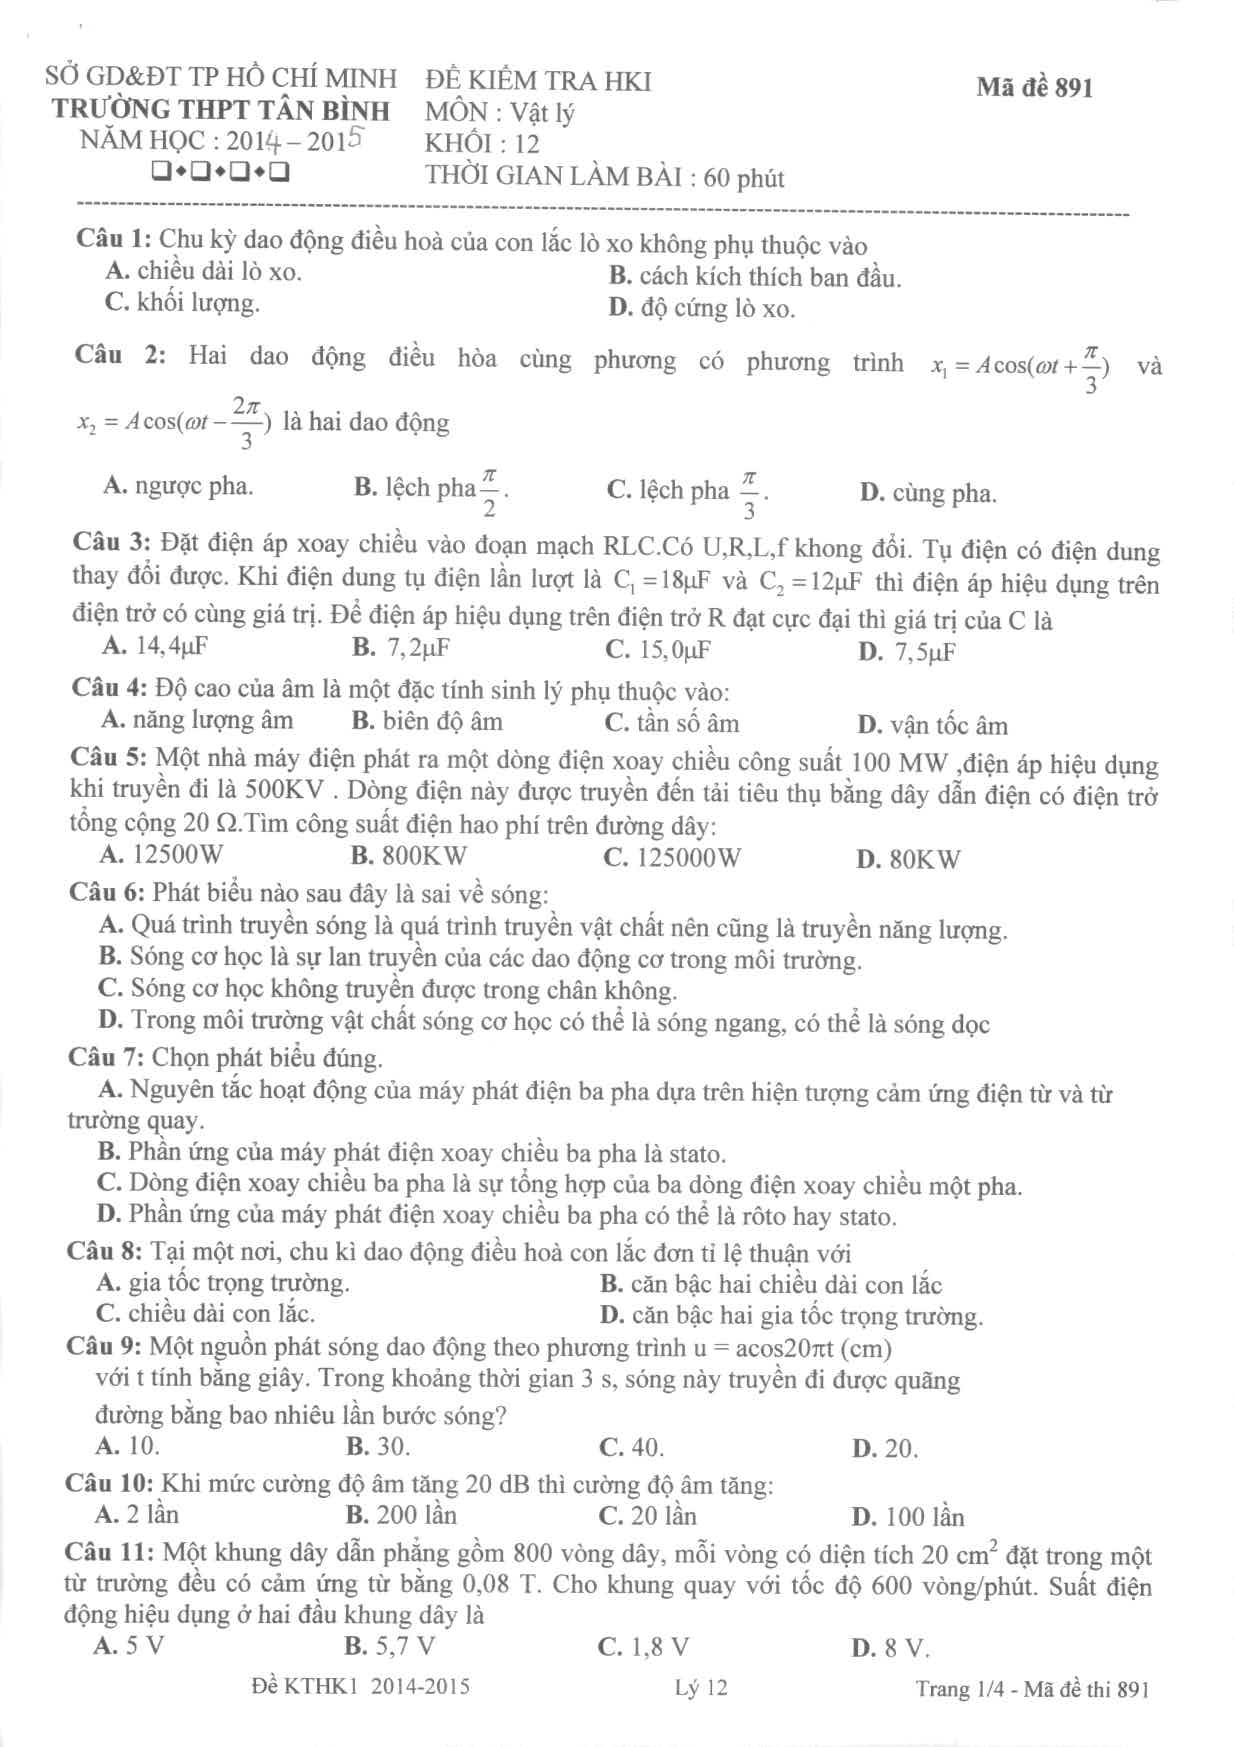 SỞ GD&ĐT TP HỒ CHÍ MINH ĐỀ KIỂM TRA HKI
Mã đề 891
TRƯỜNG THPT TÂN BÌNH MÔN : Vật lý
NĂM HỌC : 2014 – 2015 KHỐI : 12
THỜI GIAN LÀM BÀI : 60 phút
Câu 1: Chu kỳ dao động điều hoà của con lắc lò xo không phụ thuộc vào
A. chiều dài lò xo. B. cách kích thích ban đầu.
C. khối lượng. D. độ cứng lò xo.
Câu 2: Hai dao động điều hòa cùng phương có phương trình x₁ = A cos(ωt + π/3) và
x₂ = A cos(ωt − 2π/3) là hai dao động
A. ngược pha. B. lệch pha π/2. C. lệch pha π/3. D. cùng pha.
Câu 3: Đặt điện áp xoay chiều vào đoạn mạch RLC.Có U,R,L,f khong đổi. Tụ điện có điện dung
thay đổi được. Khi điện dung tụ điện lần lượt là C₁ =18μF và C₂ =12μF thì điện áp hiệu dụng trên
điện trở có cùng giá trị. Để điện áp hiệu dụng trên điện trở R đạt cực đại thì giá trị của C là
A. 14,4μF B. 7,2μF C. 15,0μF D. 7,5μF
Câu 4: Độ cao của âm là một đặc tính sinh lý phụ thuộc vào:
A. năng lượng âm B. biên độ âm C. tần số âm D. vận tốc âm
Câu 5: Một nhà máy điện phát ra một dòng điện xoay chiều công suất 100 MW ,điện áp hiệu dụng
khi truyền đi là 500KV . Dòng điện này được truyền đến tải tiêu thụ bằng dây dẫn điện có điện trở
tổng cộng 20 Ω.Tìm công suất điện hao phí trên đường dây:
A. 12500W B. 800KW C. 125000W D. 80KW
Câu 6: Phát biểu nào sau đây là sai về sóng:
A. Quá trình truyền sóng là quá trình truyền vật chất nên cũng là truyền năng lượng.
B. Sóng cơ học là sự lan truyền của các dao động cơ trong môi trường.
C. Sóng cơ học không truyền được trong chân không.
D. Trong môi trường vật chất sóng cơ học có thể là sóng ngang, có thể là sóng dọc
Câu 7: Chọn phát biểu đúng.
A. Nguyên tắc hoạt động của máy phát điện ba pha dựa trên hiện tượng cảm ứng điện từ và từ
trường quay.
B. Phần ứng của máy phát điện xoay chiều ba pha là stato.
C. Dòng điện xoay chiều ba pha là sự tổng hợp của ba dòng điện xoay chiều một pha.
D. Phần ứng của máy phát điện xoay chiều ba pha có thể là rôto hay stato.
Câu 8: Tại một nơi, chu kì dao động điều hoà con lắc đơn tỉ lệ thuận với
A. gia tốc trọng trường. B. căn bậc hai chiều dài con lắc
C. chiều dài con lắc. D. căn bậc hai gia tốc trọng trường.
Câu 9: Một nguồn phát sóng dao động theo phương trình u = acos20πt (cm)
với t tính bằng giây. Trong khoảng thời gian 3 s, sóng này truyền đi được quãng
đường bằng bao nhiêu lần bước sóng?
A. 10. B. 30. C. 40. D. 20.
Câu 10: Khi mức cường độ âm tăng 20 dB thì cường độ âm tăng:
A. 2 lần B. 200 lần C. 20 lần D. 100 lần
Câu 11: Một khung dây dẫn phẳng gồm 800 vòng dây, mỗi vòng có diện tích 20 cm² đặt trong một
từ trường đều có cảm ứng từ bằng 0,08 T. Cho khung quay với tốc độ 600 vòng/phút. Suất điện
động hiệu dụng ở hai đầu khung dây là
A. 5 V B. 5,7 V C. 1,8 V D. 8 V.
Đề KTHK1 2014-2015 Lý 12 Trang 1/4 - Mã đề thi 891